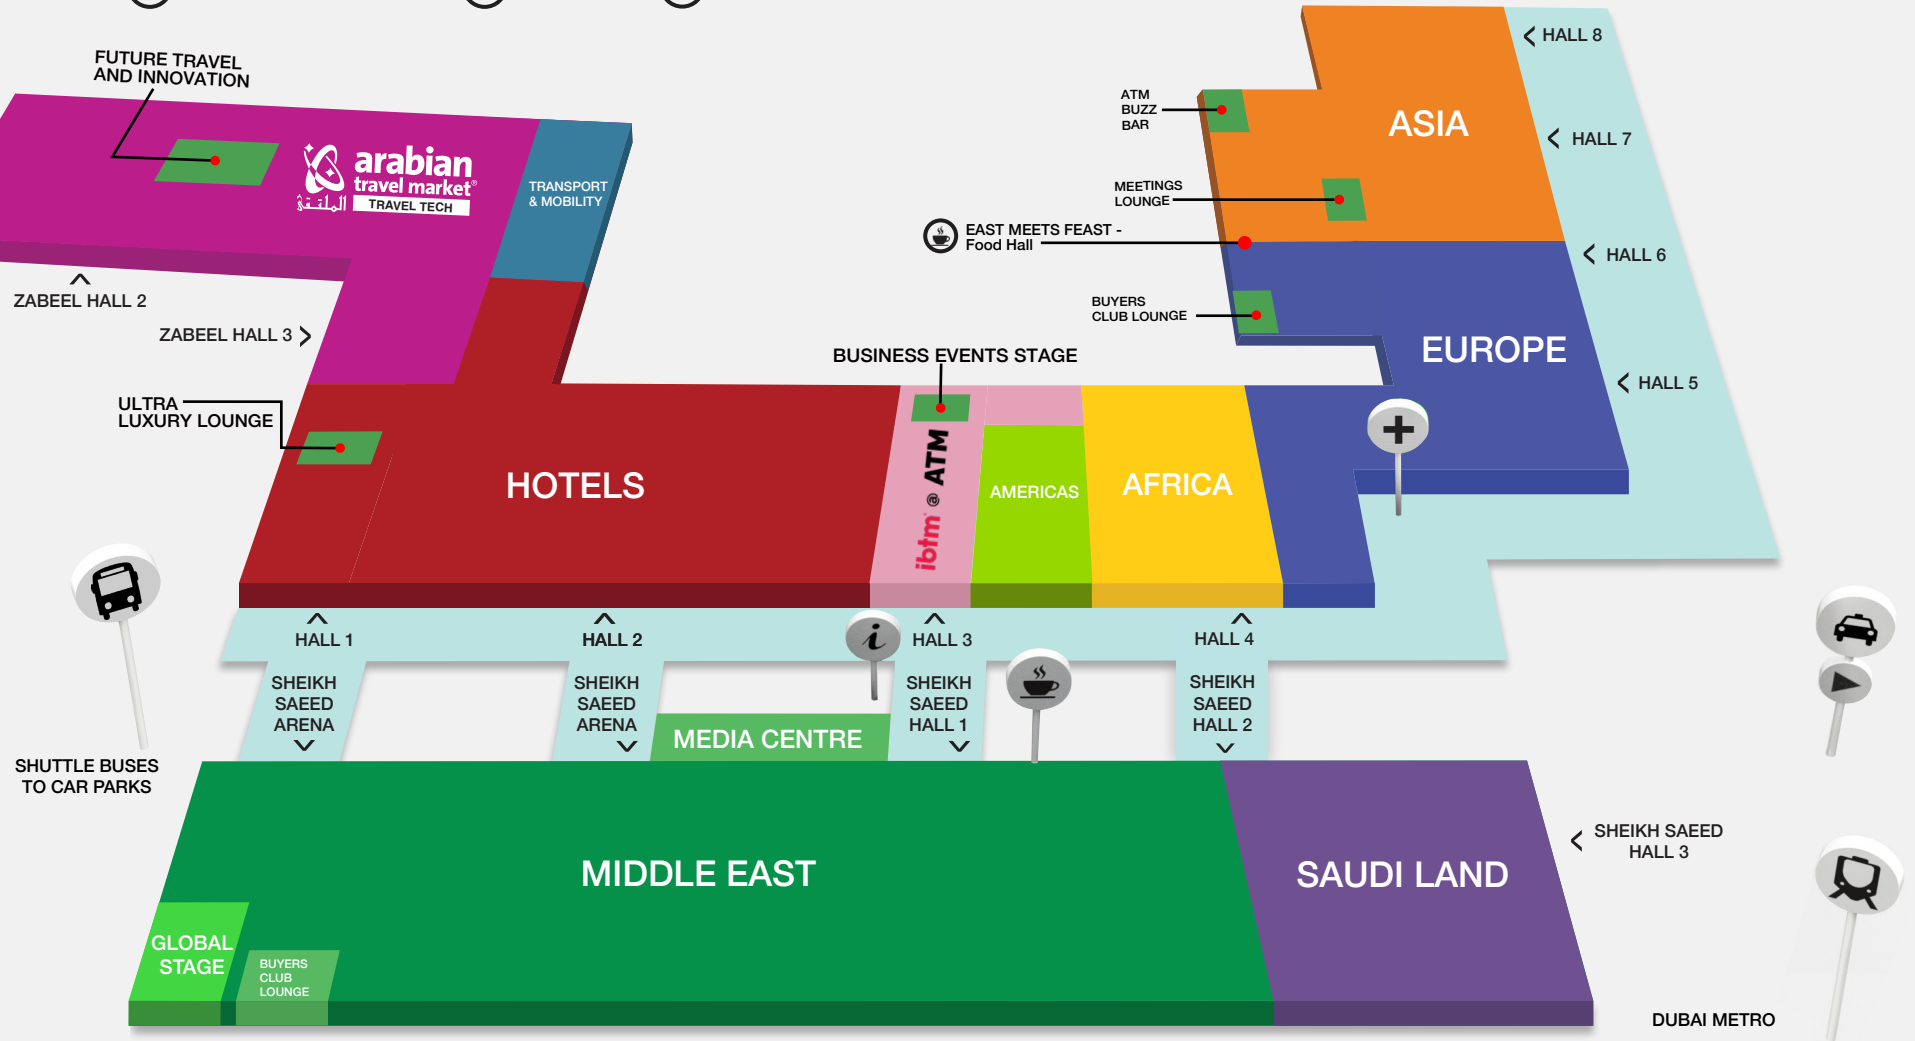 FUTURE TRAVEL
AND INNOVATION
arabian
travel market®
الملتقى
TRAVEL TECH
TRANSPORT
& MOBILITY
ZABEEL HALL 2
ZABEEL HALL 3
ULTRA
LUXURY LOUNGE
HOTELS
BUSINESS EVENTS STAGE
ibtm @ ATM
AMERICAS
AFRICA
ATM
BUZZ
BAR
MEETINGS
LOUNGE
EAST MEETS FEAST -
Food Hall
BUYERS
CLUB LOUNGE
ASIA
EUROPE
HALL 8
HALL 7
HALL 6
HALL 5
HALL 1
HALL 2
HALL 3
HALL 4
SHEIKH
SAEED
ARENA
SHEIKH
SAEED
ARENA
SHEIKH
SAEED
HALL 1
SHEIKH
SAEED
HALL 2
i
MEDIA CENTRE
SHUTTLE BUSES
TO CAR PARKS
MIDDLE EAST
SAUDI LAND
SHEIKH SAEED
HALL 3
GLOBAL
STAGE
BUYERS
CLUB
LOUNGE
DUBAI METRO